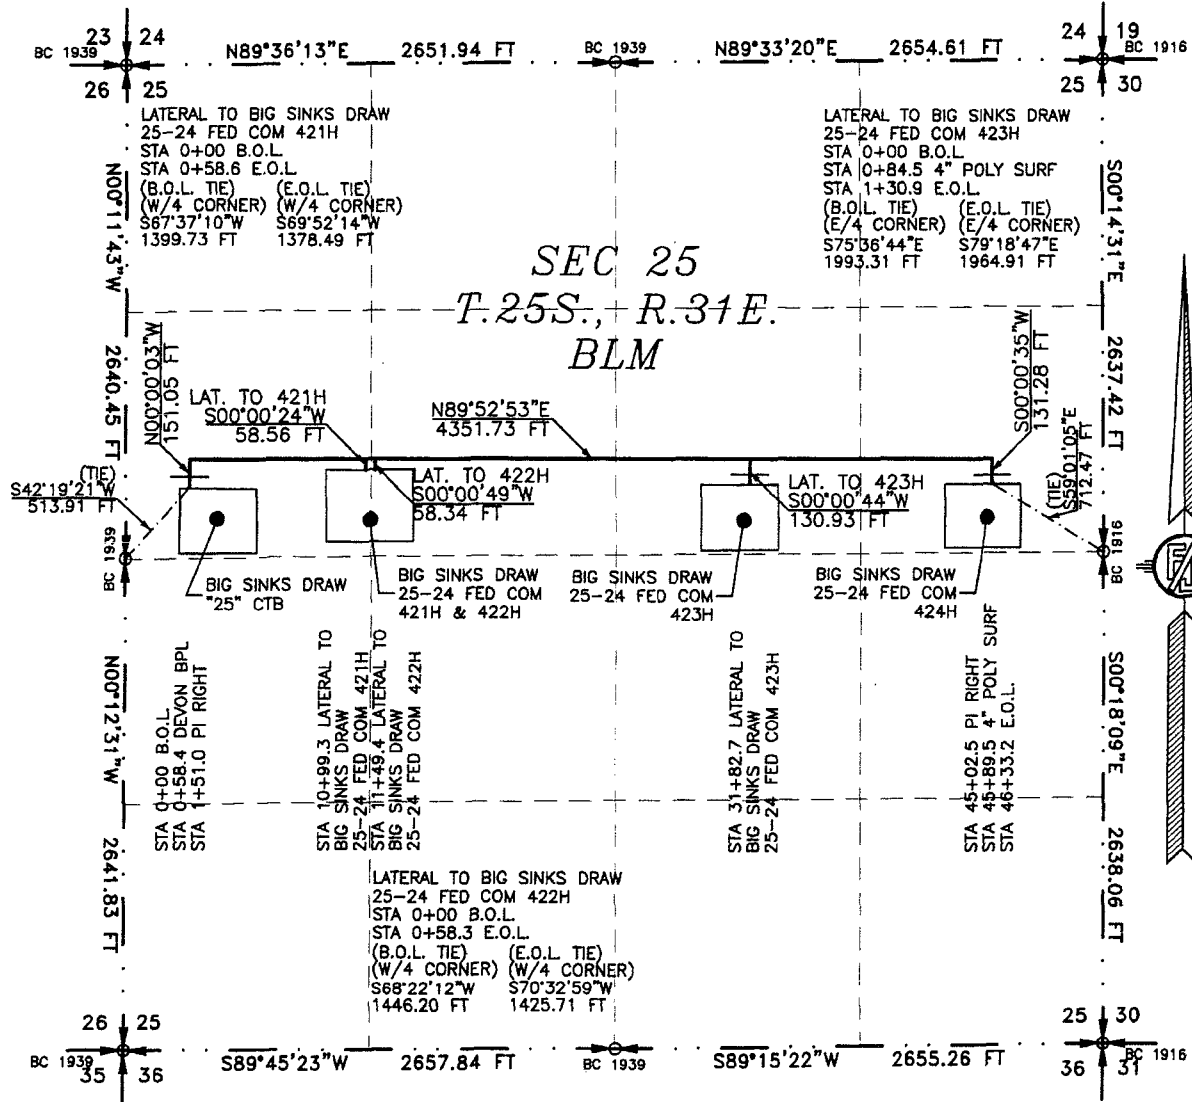 23 24
BC 1939
26 25
N89°36'13"E 2651.94 FT
BC 1939
N89°33'20"E 2654.61 FT
24 19
BC 1916
25 30
LATERAL TO BIG SINKS DRAW
25-24 FED COM 421H
STA 0+00 B.O.L.
STA 0+58.6 E.O.L.
(B.O.L. TIE) (E.O.L. TIE)
(W/4 CORNER) (W/4 CORNER)
S67°37'10"W S69°52'14"W
1399.73 FT 1378.49 FT
LATERAL TO BIG SINKS DRAW
25-24 FED COM 423H
STA 0+00 B.O.L.
STA 0+84.5 4" POLY SURF
STA 1+30.9 E.O.L.
(B.O.L. TIE) (E.O.L. TIE)
(E/4 CORNER) (E/4 CORNER)
S75°36'44"E S79°18'47"E
1993.31 FT 1964.91 FT
N00°11'43"W 2640.45 FT
S00°14'31"E 2637.42 FT
SEC 25
T.25S., R.31E.
BLM
N00°00'03"W
151.05 FT
LAT. TO 421H
S00°00'24"W
58.56 FT
N89°52'53"E
4351.73 FT
S00°00'35"W
131.28 FT
(TIE)
S42°19'21"W
513.91 FT
LAT. TO 422H
S00°00'49"W
58.34 FT
LAT. TO 423H
S00°00'44"W
130.93 FT
(TIE)
S59°01'05"E
712.47 FT
BC 1939
BC 1916
BIG SINKS DRAW
"25" CTB
BIG SINKS DRAW
25-24 FED COM
421H & 422H
BIG SINKS DRAW
25-24 FED COM
423H
BIG SINKS DRAW
25-24 FED COM
424H
N00°12'31"W 2641.83 FT
STA 0+00 B.O.L.
STA 0+58.4 DEVON BPL
STA 1+51.0 PI RIGHT
STA 10+99.3 LATERAL TO
BIG SINKS DRAW
25-24 FED COM 421H
STA 11+49.4 LATERAL TO
BIG SINKS DRAW
25-24 FED COM 422H
STA 31+82.7 LATERAL TO
BIG SINKS DRAW
25-24 FED COM 423H
STA 45+02.5 PI RIGHT
STA 45+89.5 4" POLY SURF
STA 46+33.2 E.O.L.
S00°18'09"E 2638.06 FT
LATERAL TO BIG SINKS DRAW
25-24 FED COM 422H
STA 0+00 B.O.L.
STA 0+58.3 E.O.L.
(B.O.L. TIE) (E.O.L. TIE)
(W/4 CORNER) (W/4 CORNER)
S68°22'12"W S70°32'59"W
1446.20 FT 1425.71 FT
26 25
BC 1939
35 36
S89°45'23"W 2657.84 FT
BC 1939
S89°15'22"W 2655.26 FT
25 30
BC 1916
36 31